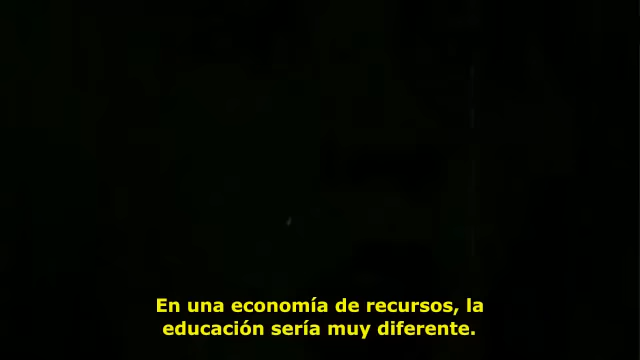 En una economía de recursos, la
educación sería muy diferente.